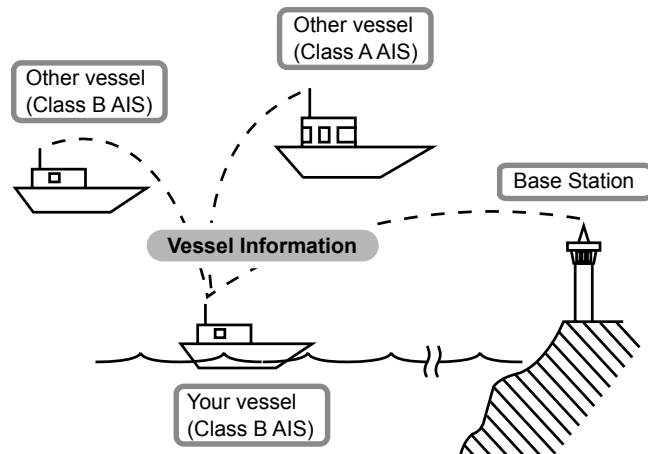 Other vessel
(Class A AIS)
Other vessel
(Class B AIS)
Base Station
Vessel Information
Your vessel
(Class B AIS)